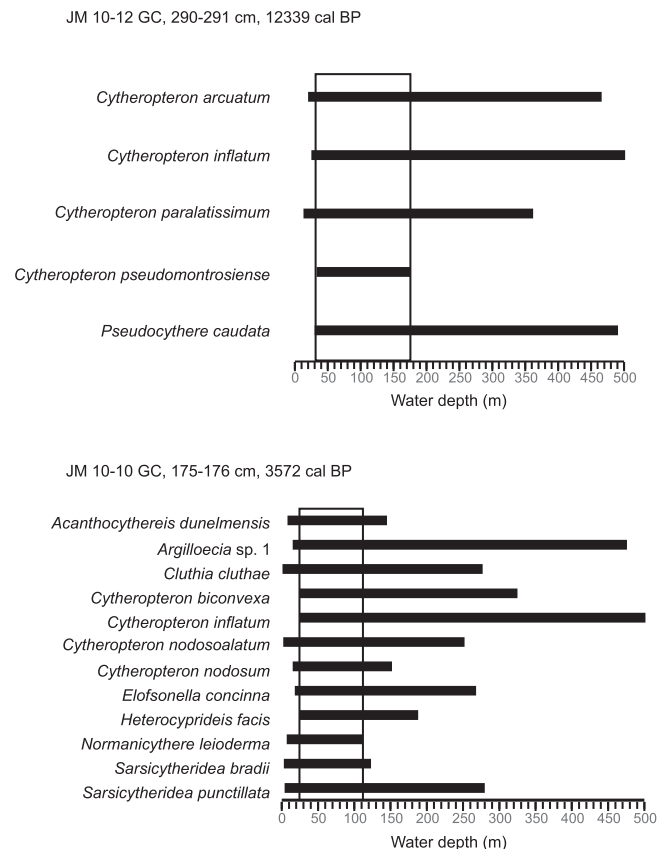 JM 10-12 GC, 290-291 cm, 12339 cal BP
Cytheropteron arcuatum
Cytheropteron inflatum
Cytheropteron paralatissimum
Cytheropteron pseudomontrosiense
Pseudocythere caudata
0 50 100 150 200 250 300 350 400 450 500
Water depth (m)
JM 10-10 GC, 175-176 cm, 3572 cal BP
Acanthocythereis dunelmensis
Argilloecia sp. 1
Cluthia cluthae
Cytheropteron biconvexa
Cytheropteron inflatum
Cytheropteron nodosoalatum
Cytheropteron nodosum
Elofsonella concinna
Heterocyprideis facis
Normanicythere leioderma
Sarsicytheridea bradii
Sarsicytheridea punctillata
0 50 100 150 200 250 300 350 400 450 500
Water depth (m)